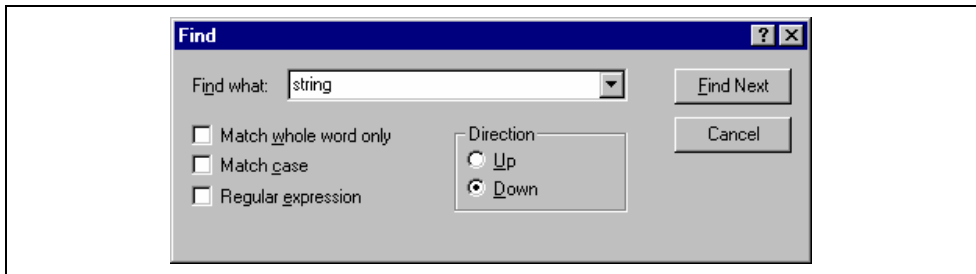 Find
Find what: string Find Next
Match whole word only Direction Cancel
Match case Up
Regular expression Down